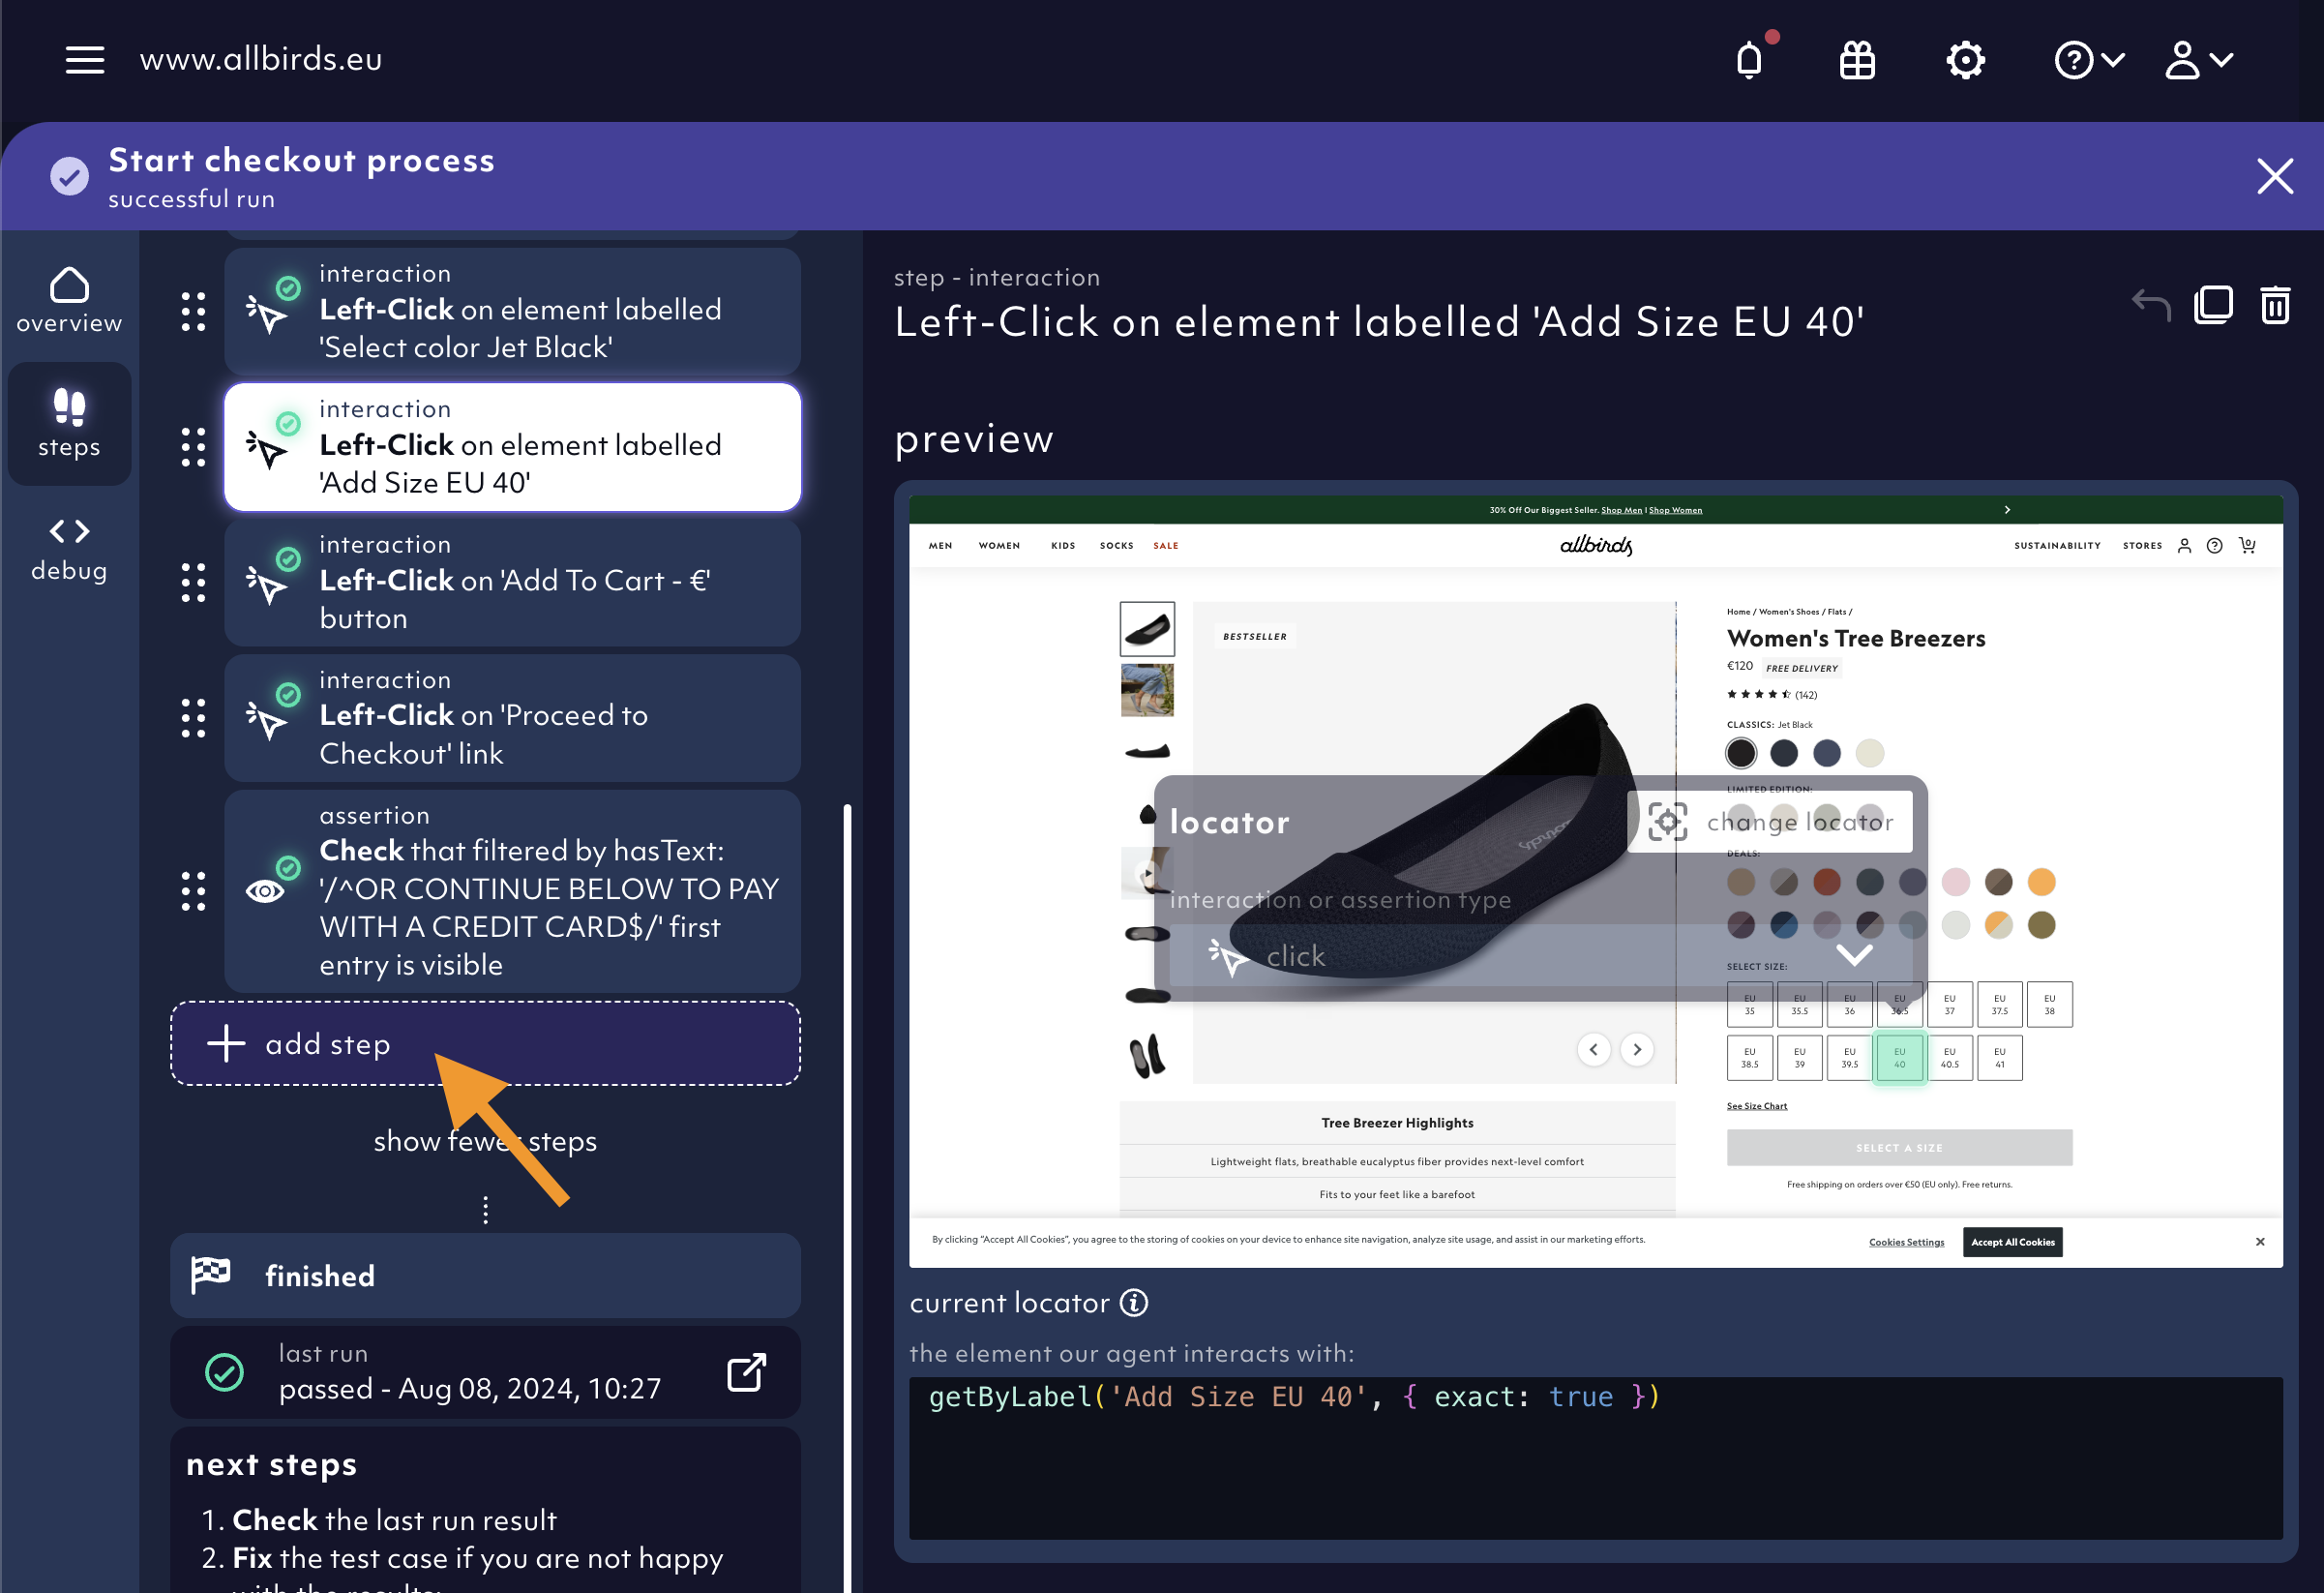 www.allbirds.eu
Start checkout process
successful run
overview
steps
debug
interaction
Left-Click on element labelled
'Select color Jet Black'
interaction
Left-Click on element labelled
'Add Size EU 40'
interaction
Left-Click on 'Add To Cart - €'
button
interaction
Left-Click on 'Proceed to
Checkout' link
assertion
Check that filtered by hasText:
'/^OR CONTINUE BELOW TO PAY
WITH A CREDIT CARD$/' first
entry is visible
add step
show fewer steps
finished
last run
passed - Aug 08, 2024, 10:27
next steps
1. Check the last run result
2. Fix the test case if you are not happy
with the results:
step - interaction
Left-Click on element labelled 'Add Size EU 40'
preview
30% Off Our Biggest Seller. Shop Men | Shop Women
MEN WOMEN KIDS SOCKS SALE
allbirds
SUSTAINABILITY STORES 0
BESTSELLER
Home / Women's Shoes / Flats /
Women's Tree Breezers
€120 FREE DELIVERY
(142)
CLASSICS: Jet Black
LIMITED EDITION:
locator
change locator
DEALS:
interaction or assertion type
click
SELECT SIZE:
EU 35 EU 35.5 EU 36 EU 36.5 EU 37 EU 37.5 EU 38
EU 38.5 EU 39 EU 39.5 EU 40 EU 40.5 EU 41
See Size Chart
SELECT A SIZE
Free shipping on orders over €50 (EU only). Free returns.
Tree Breezer Highlights
Lightweight flats, breathable eucalyptus fiber provides next-level comfort
Fits to your feet like a barefoot
By clicking "Accept All Cookies", you agree to the storing of cookies on your device to enhance site navigation, analyze site usage, and assist in our marketing efforts.
Cookies Settings
Accept All Cookies
current locator
the element our agent interacts with:
getByLabel('Add Size EU 40', { exact: true })